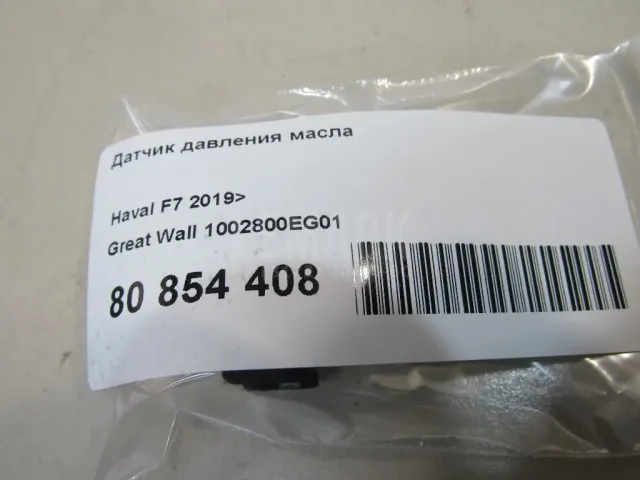 Датчик давления масла
Haval F7 2019>
Great Wall 1002800EG01
80 854 408